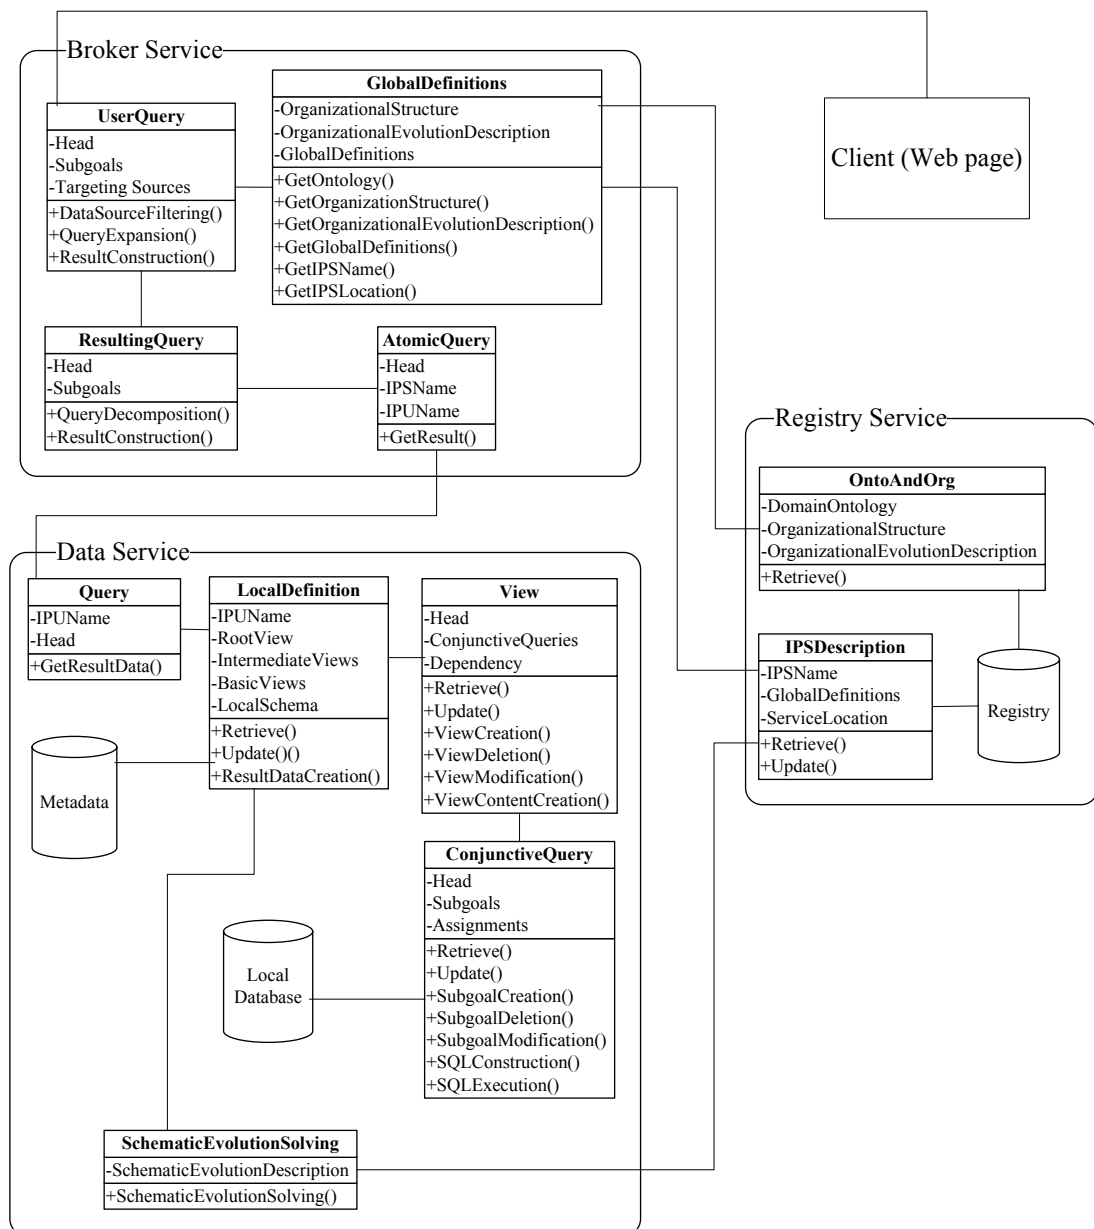 Broker Service
GlobalDefinitions
-OrganizationalStructure
-OrganizationalEvolutionDescription
-GlobalDefinitions
+GetOntology()
+GetOrganizationStructure()
+GetOrganizationalEvolutionDescription()
+GetGlobalDefinitions()
+GetIPSName()
+GetIPSLocation()
UserQuery
-Head
-Subgoals
-Targeting Sources
+DataSourceFiltering()
+QueryExpansion()
+ResultConstruction()
Client (Web page)
ResultingQuery
-Head
-Subgoals
+QueryDecomposition()
+ResultConstruction()
AtomicQuery
-Head
-IPSName
-IPUName
+GetResult()
Registry Service
OntoAndOrg
-DomainOntology
-OrganizationalStructure
-OrganizationalEvolutionDescription
+Retrieve()
IPSDescription
-IPSName
-GlobalDefinitions
-ServiceLocation
+Retrieve()
+Update()
Registry
Data Service
Query
-IPUName
-Head
+GetResultData()
LocalDefinition
-IPUName
-RootView
-IntermediateViews
-BasicViews
-LocalSchema
+Retrieve()
+Update()()
+ResultDataCreation()
View
-Head
-ConjunctiveQueries
-Dependency
+Retrieve()
+Update()
+ViewCreation()
+ViewDeletion()
+ViewModification()
+ViewContentCreation()
Metadata
ConjunctiveQuery
-Head
-Subgoals
-Assignments
+Retrieve()
+Update()
+SubgoalCreation()
+SubgoalDeletion()
+SubgoalModification()
+SQLConstruction()
+SQLExecution()
Local
Database
SchematicEvolutionSolving
-SchematicEvolutionDescription
+SchematicEvolutionSolving()